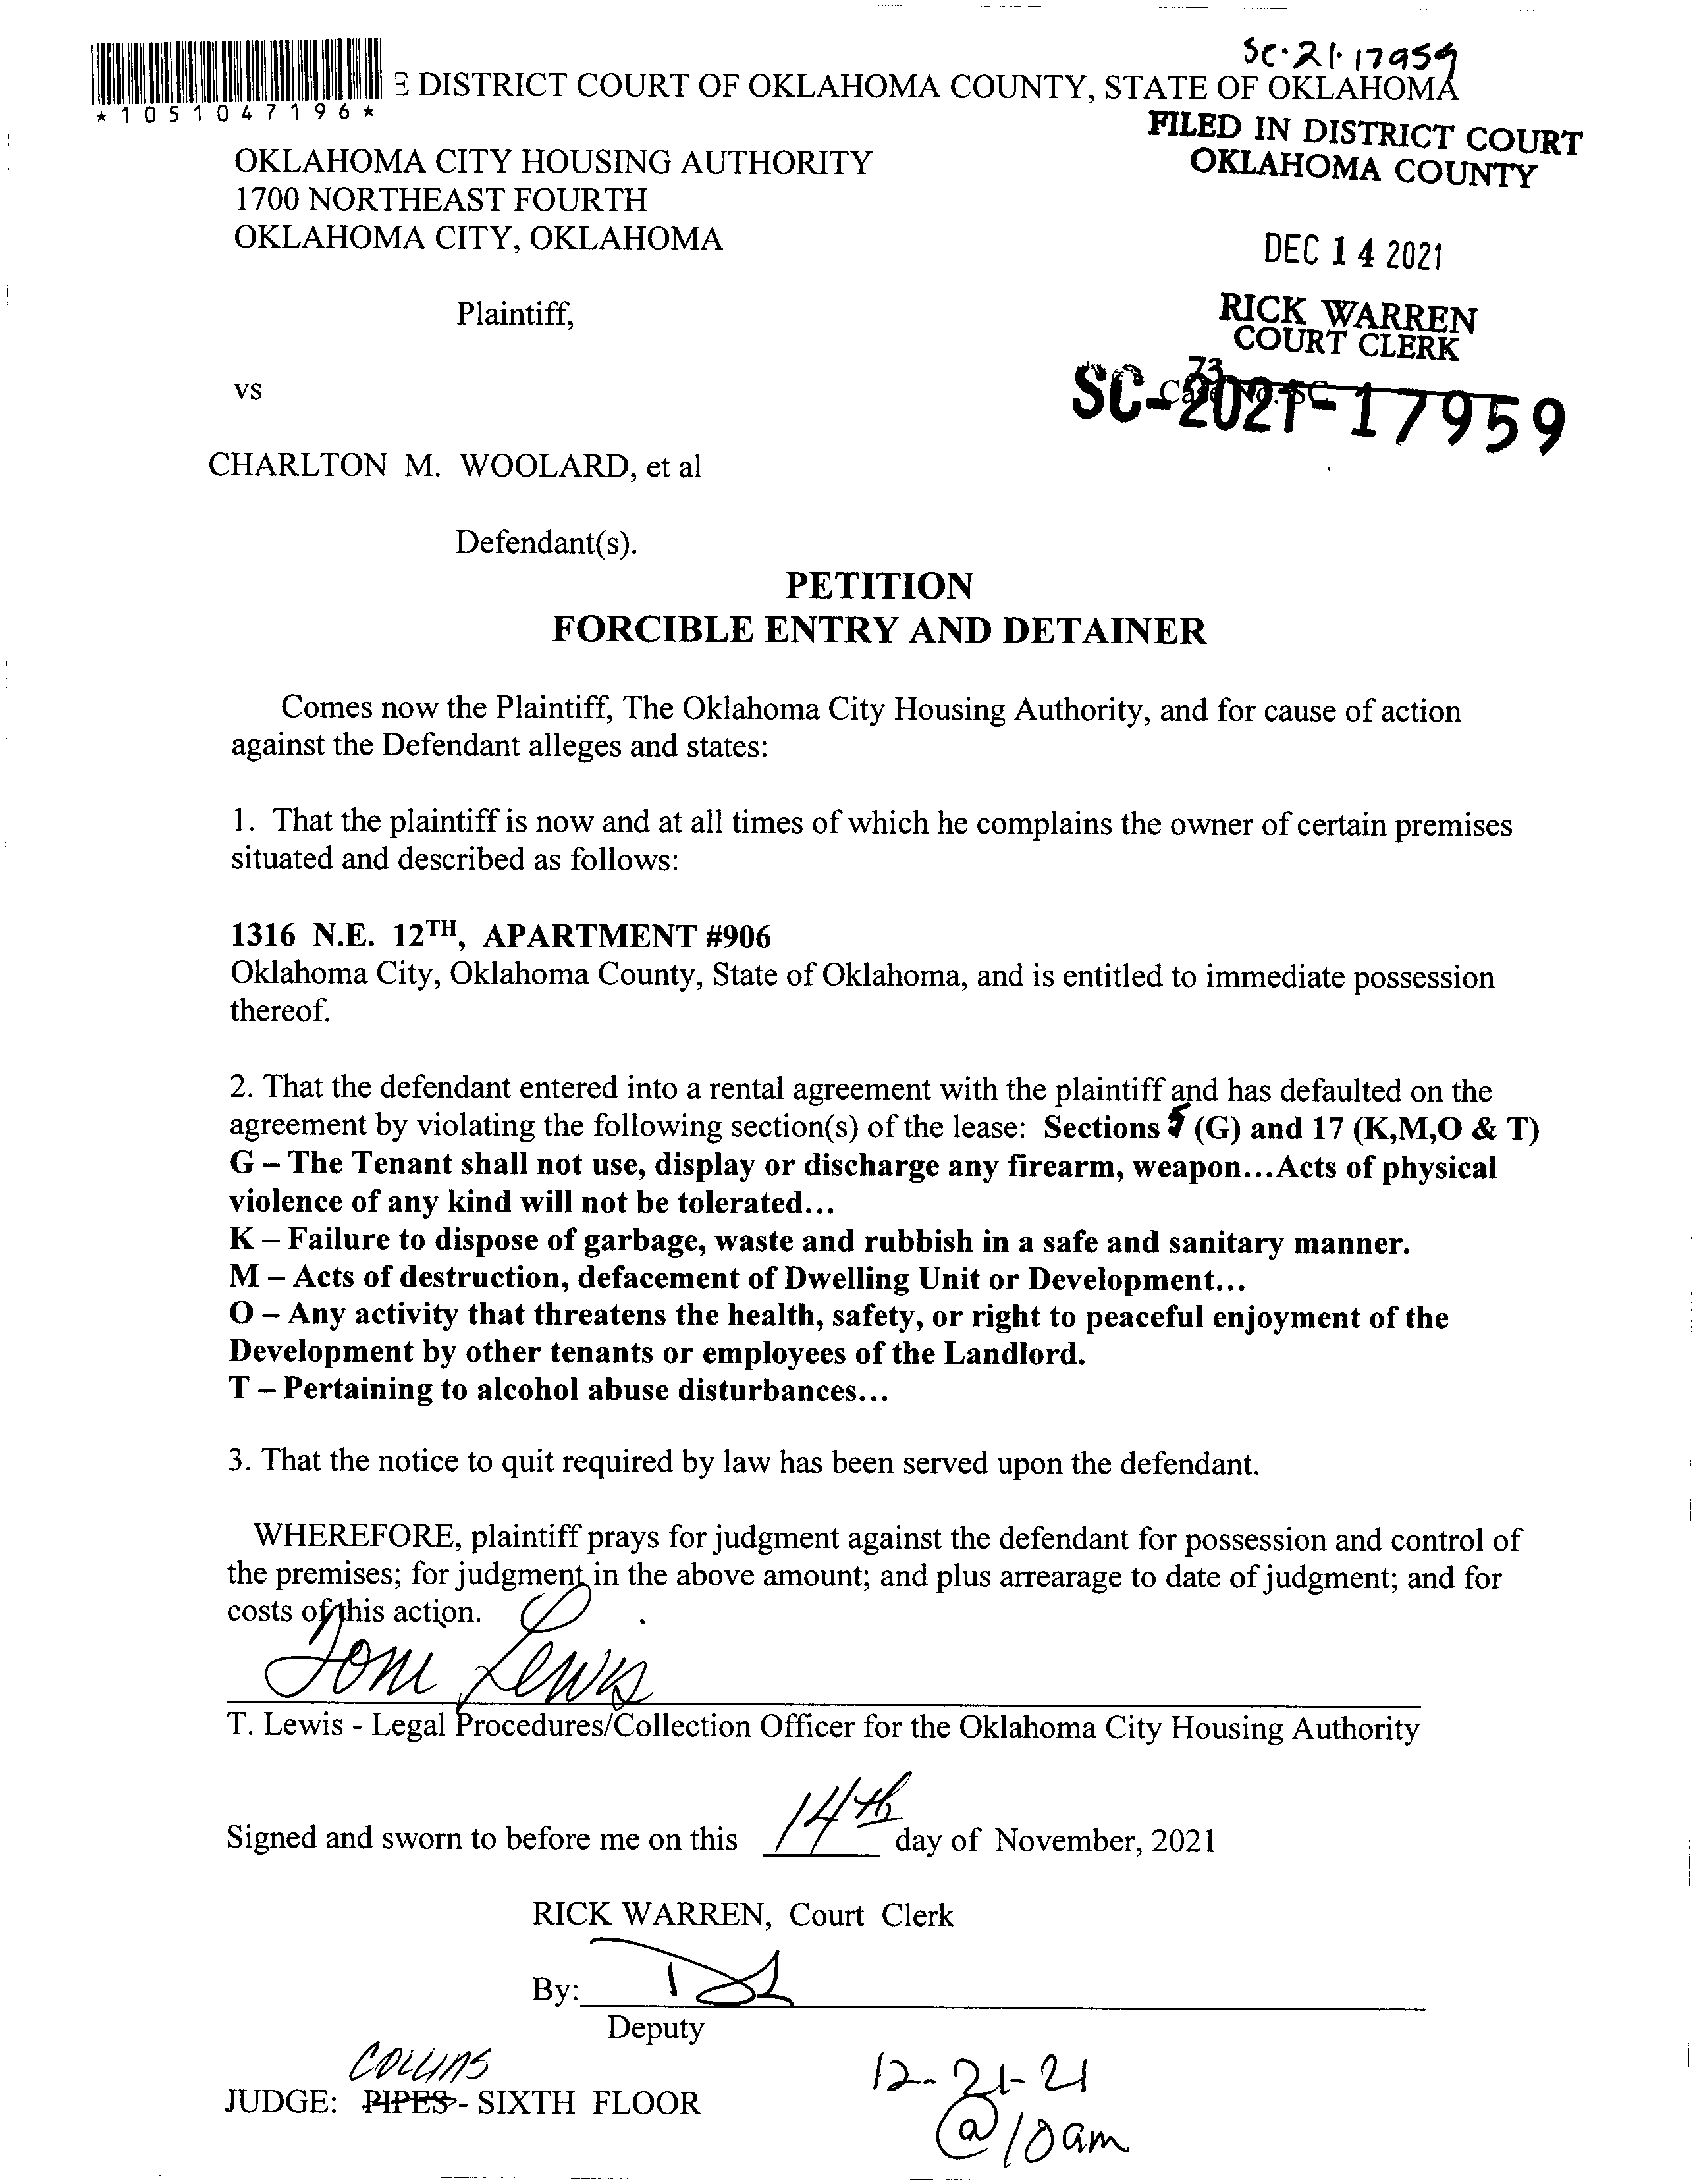 SC-21-17959
E DISTRICT COURT OF OKLAHOMA COUNTY, STATE OF OKLAHOMA
*1051047196*
FILED IN DISTRICT COURT
OKLAHOMA COUNTY
OKLAHOMA CITY HOUSING AUTHORITY
1700 NORTHEAST FOURTH
OKLAHOMA CITY, OKLAHOMA
DEC 14 2021
Plaintiff,
RICK WARREN
COURT CLERK
73
vs
Case No. SC
SC-2021-17959
CHARLTON M. WOOLARD, et al
Defendant(s).
PETITION
FORCIBLE ENTRY AND DETAINER
Comes now the Plaintiff, The Oklahoma City Housing Authority, and for cause of action
against the Defendant alleges and states:
1. That the plaintiff is now and at all times of which he complains the owner of certain premises
situated and described as follows:
1316 N.E. 12TH, APARTMENT #906
Oklahoma City, Oklahoma County, State of Oklahoma, and is entitled to immediate possession
thereof.
2. That the defendant entered into a rental agreement with the plaintiff and has defaulted on the
agreement by violating the following section(s) of the lease: Sections (G) and 17 (K,M,O & T)
G – The Tenant shall not use, display or discharge any firearm, weapon...Acts of physical
violence of any kind will not be tolerated...
K – Failure to dispose of garbage, waste and rubbish in a safe and sanitary manner.
M – Acts of destruction, defacement of Dwelling Unit or Development...
O – Any activity that threatens the health, safety, or right to peaceful enjoyment of the
Development by other tenants or employees of the Landlord.
T – Pertaining to alcohol abuse disturbances...
3. That the notice to quit required by law has been served upon the defendant.
WHEREFORE, plaintiff prays for judgment against the defendant for possession and control of
the premises; for judgment in the above amount; and plus arrearage to date of judgment; and for
costs of this action.
Toni Lewis
T. Lewis - Legal Procedures/Collection Officer for the Oklahoma City Housing Authority
Signed and sworn to before me on this 14th day of November, 2021
RICK WARREN, Court Clerk
By:
Deputy
COLLINS
JUDGE: PIPES - SIXTH FLOOR
12-21-21
@ 10am